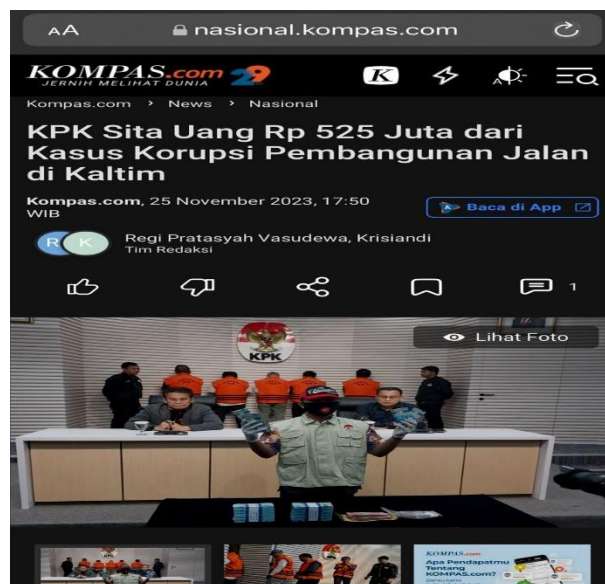 AA nasional.kompas.com
KOMPAS.com 29 K
JERNIH MELIHAT DUNIA
Kompas.com > News > Nasional
KPK Sita Uang Rp 525 Juta dari
Kasus Korupsi Pembangunan Jalan
di Kaltim
Kompas.com, 25 November 2023, 17:50
WIB
Baca di App
R K Regi Pratasyah Vasudewa, Krisiandi
Tim Redaksi
1
Lihat Foto
KPK
KOMPAS.com
Apa Pendapatmu
Tentang
KOMPAS.com?